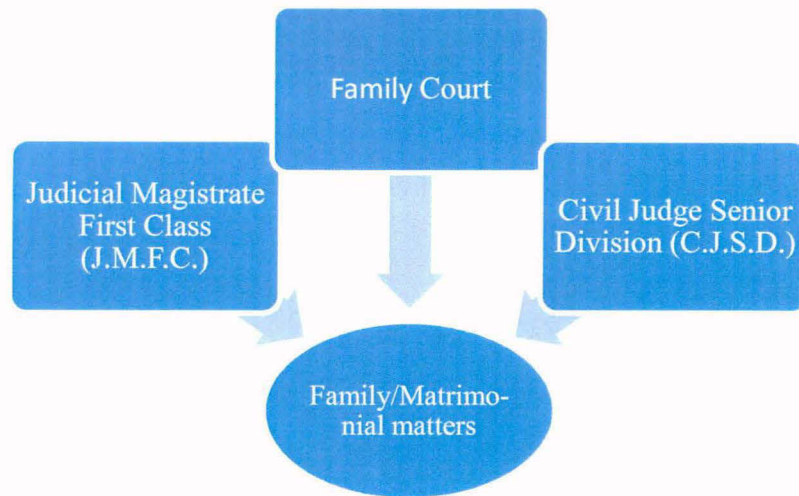 Family Court
Judicial Magistrate
First Class
(J.M.F.C.)
Civil Judge Senior
Division (C.J.S.D.)
Family/Matrimo-
nial matters